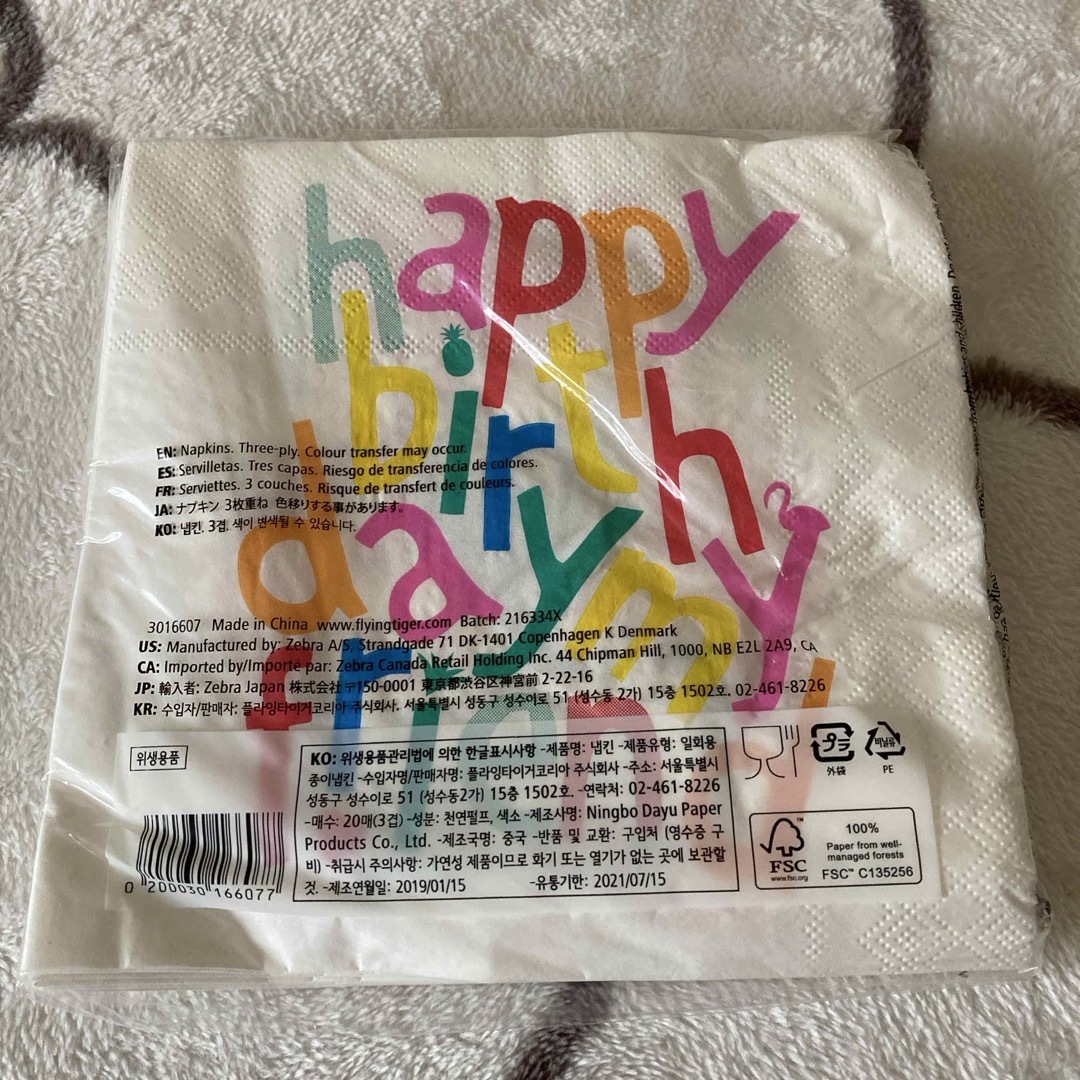 happy
birth
day my
friend
EN: Napkins. Three-ply. Colour transfer may occur.
ES: Servilletas. Tres capas. Riesgo de transferencia de colores.
FR: Serviettes. 3 couches. Risque de transfert de couleurs.
JA: ナプキン 3枚重ね 色移りする事があります。
KO: 냅킨. 3겹. 색이 변색될 수 있습니다.
3016607 Made in China www.flyingtiger.com Batch: 216334X
US: Manufactured by: Zebra A/S, Strandgade 71 DK-1401 Copenhagen K Denmark
CA: Imported by/Importé par: Zebra Canada Retail Holding Inc. 44 Chipman Hill, 1000, NB E2L 2A9, CA
JP: 輸入者: Zebra Japan 株式会社 〒150-0001 東京都渋谷区神宮前 2-22-16
KR: 수입자/판매자: 플라잉타이거코리아 주식회사. 서울특별시 성동구 성수이로 51 (성수동 2가) 15층 1502호. 02-461-8226
위생용품
KO: 위생용품관리법에 의한 한글표시사항 -제품명: 냅킨 -제품유형: 일회용
종이냅킨 -수입자명/판매자명: 플라잉타이거코리아 주식회사 -주소: 서울특별시
성동구 성수이로 51 (성수동2가) 15층 1502호. -연락처: 02-461-8226
-매수: 20매(3겹) -성분: 천연펄프, 색소 -제조사명: Ningbo Dayu Paper
Products Co., Ltd. -제조국명: 중국 -반품 및 교환: 구입처 (영수증 구
비) -취급시 주의사항: 가연성 제품이므로 화기 또는 열기가 없는 곳에 보관할
것. -제조연월일: 2019/01/15 -유통기한: 2021/07/15
0 200030 166077
プラ
外袋
비닐류
PE
FSC™
www.fsc.org
100%
Paper from well-
managed forests
FSC™ C135256